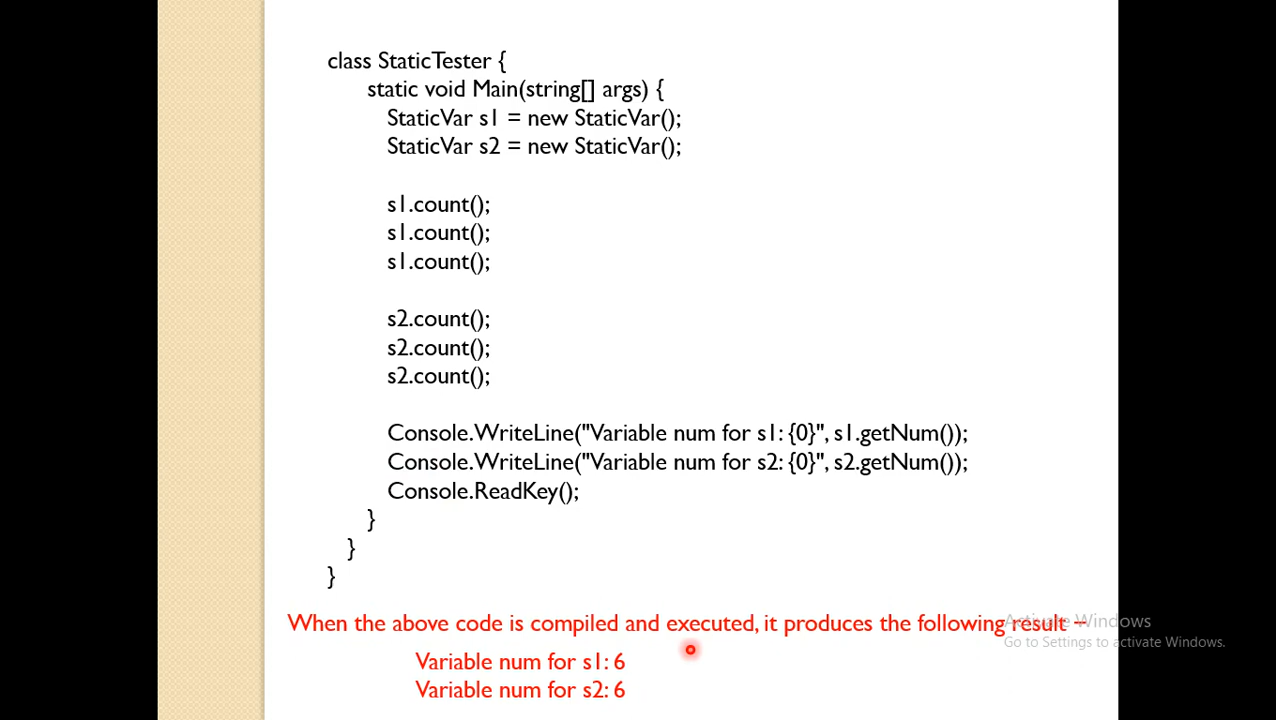 class StaticTester {
static void Main(string[] args) {
StaticVar s1 = new StaticVar();
StaticVar s2 = new StaticVar();
s1.count();
s1.count();
s1.count();
s2.count();
s2.count();
s2.count();
Console.WriteLine("Variable num for s1: {0}", s1.getNum());
Console.WriteLine("Variable num for s2: {0}", s2.getNum());
Console.ReadKey();
}
}
}
When the above code is compiled and executed, it produces the following result −
Variable num for s1: 6
Variable num for s2: 6
Activate Windows
Go to Settings to activate Windows.